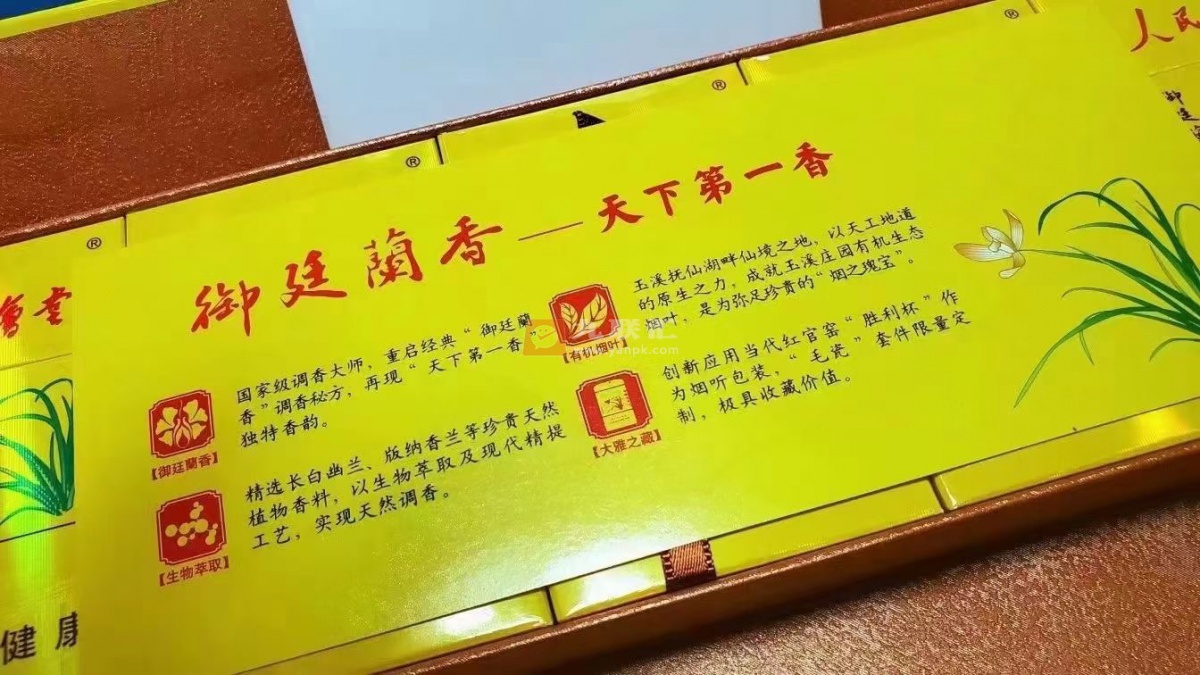 人民
®
®
®
®
御廷蘭香——天下第一香
御廷
國家级调香大师，重启经典“御廷蘭
香”调香秘方，再现“天下第一香”
独特香韵。
【御廷蘭香】
精选长白幽兰、版纳香兰等珍贵天然
植物香料，以生物萃取及现代精提
工艺，实现天然调香。
【生物萃取】
玉溪抚仙湖畔仙境之地，以天工地道
的原生之力，成就玉溪庄园有机生态
烟叶，是为弥足珍贵的“烟之瑰宝”。
【有机烟叶】
创新应用当代红官窑“胜利杯”作
为烟听包装，“毛瓷”套件限量定
制，极具收藏价值。
【大雅之藏】
會堂
健康